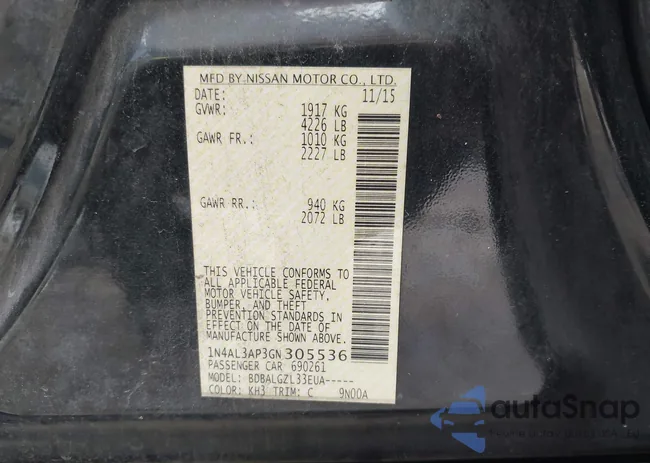 MFD BY NISSAN MOTOR CO., LTD.
DATE: 11/15
GVWR: 1917 KG
4226 LB
GAWR FR.: 1010 KG
2227 LB
GAWR RR.: 940 KG
2072 LB
THIS VEHICLE CONFORMS TO
ALL APPLICABLE FEDERAL
MOTOR VEHICLE SAFETY,
BUMPER, AND THEFT
PREVENTION STANDARDS IN
EFFECT ON THE DATE OF
MANUFACTURE SHOWN ABOVE.
1N4AL3AP3GN305536
PASSENGER CAR 690261
MODEL: BDBALGZL33EUA-----
COLOR: KH3 TRIM: C 9N00A
autoSnap